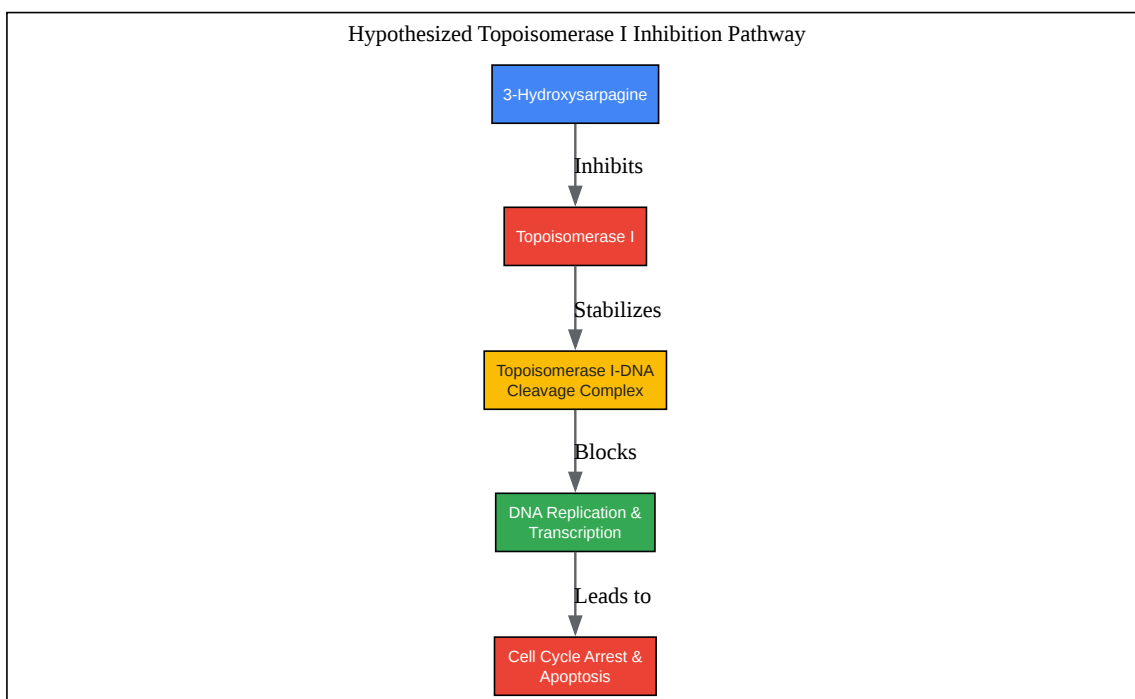 Hypothesized Topoisomerase I Inhibition Pathway
3-Hydroxysarpagine
Inhibits
Topoisomerase I
Stabilizes
Topoisomerase I-DNA
Cleavage Complex
Blocks
DNA Replication &
Transcription
Leads to
Cell Cycle Arrest &
Apoptosis